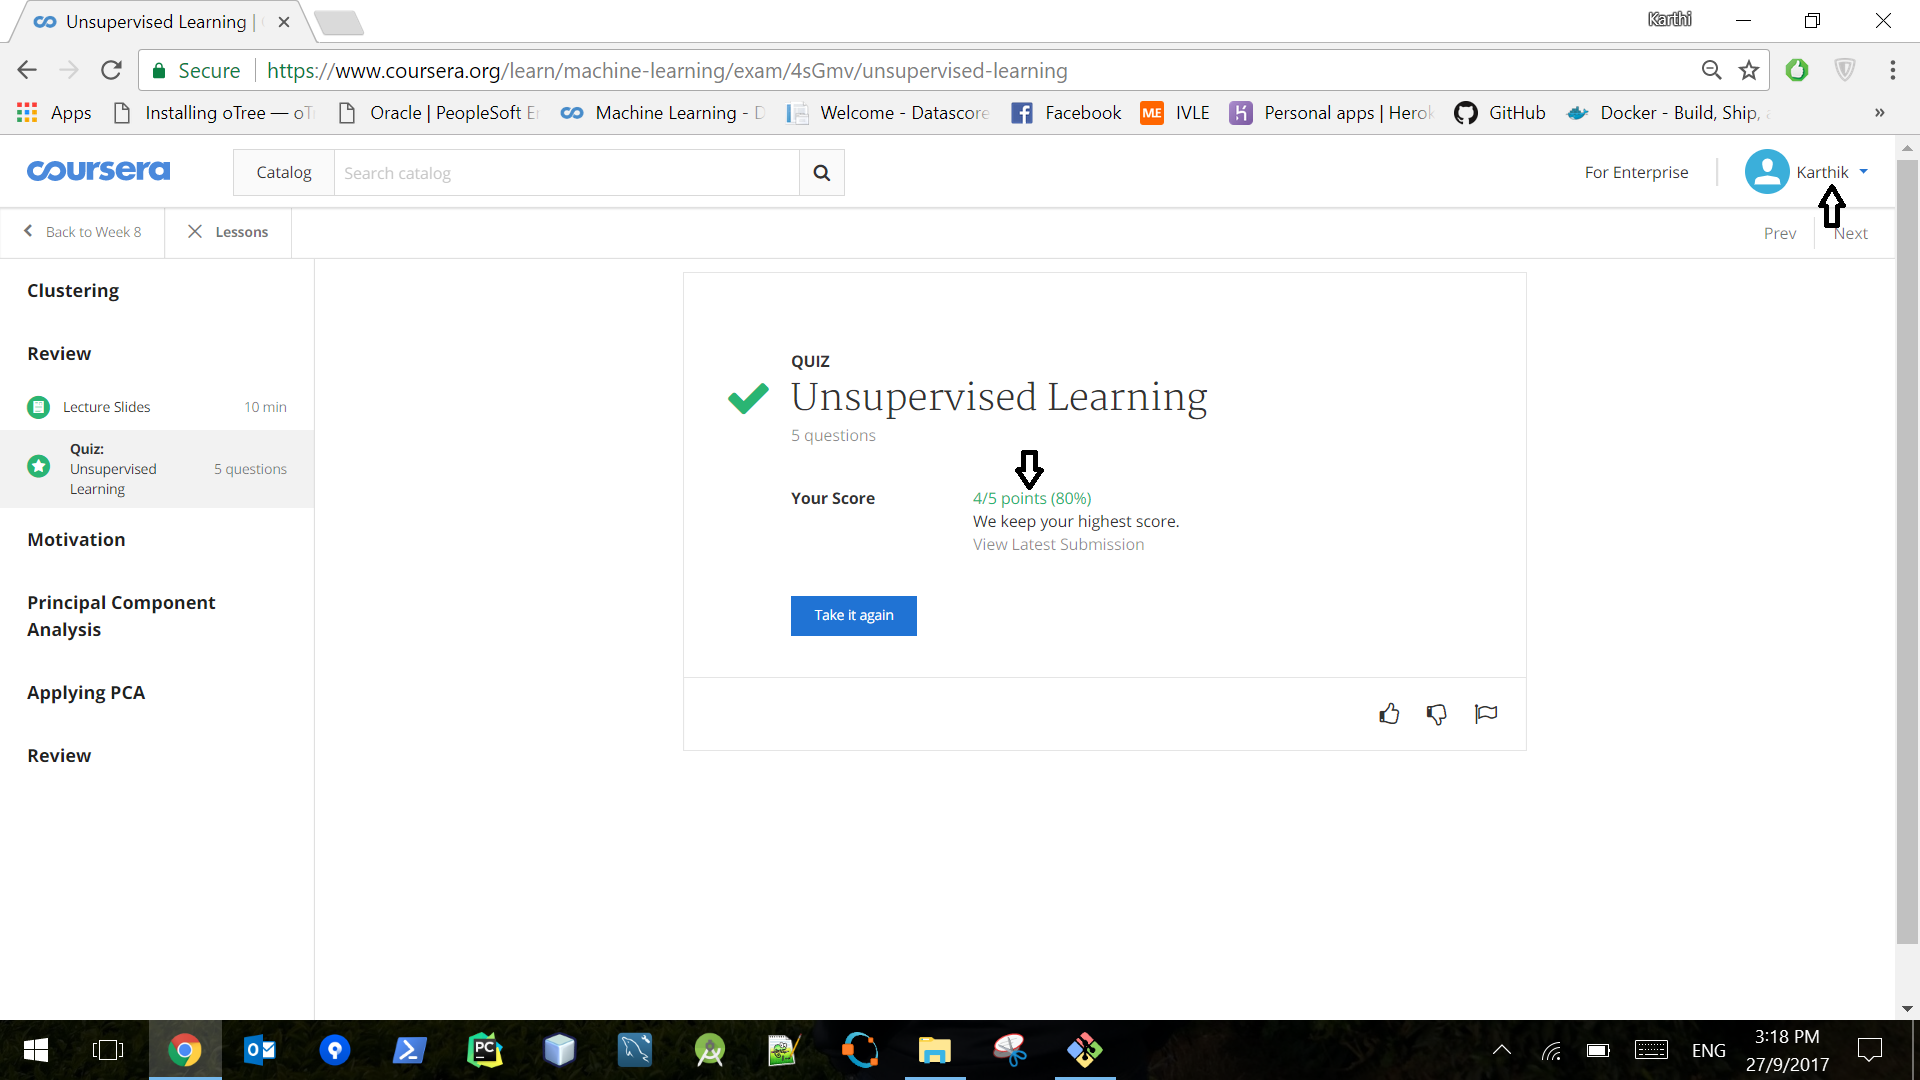 Unsupervised Learning |
Karthi
Secure
https://www.coursera.org/learn/machine-learning/exam/4sGmv/unsupervised-learning
Apps
Installing oTree — oT
Oracle | PeopleSoft E
Machine Learning - D
Welcome - Datascore
Facebook
ME
IVLE
Personal apps | Herok
GitHub
Docker - Build, Ship,
»
coursera
Catalog
Search catalog
For Enterprise
Karthik
Back to Week 8
Lessons
Prev
Next
Clustering
Review
Lecture Slides
10 min
Quiz:
Unsupervised
Learning
5 questions
Motivation
Principal Component
Analysis
Applying PCA
Review
QUIZ
Unsupervised Learning
5 questions
Your Score
4/5 points (80%)
We keep your highest score.
View Latest Submission
Take it again
PC
ENG
3:18 PM
27/9/2017